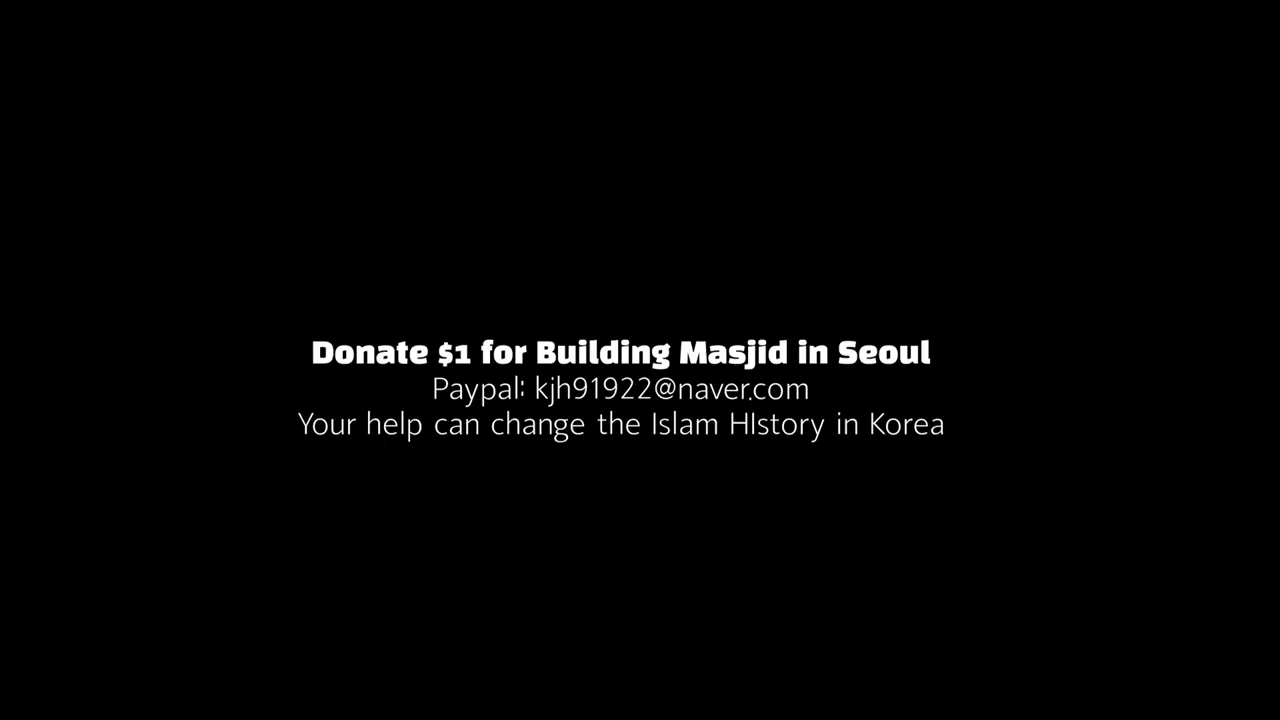 Donate $1 for Building Masjid in Seoul
Paypal: kjh91922@naver.com
Your help can change the Islam HIstory in Korea